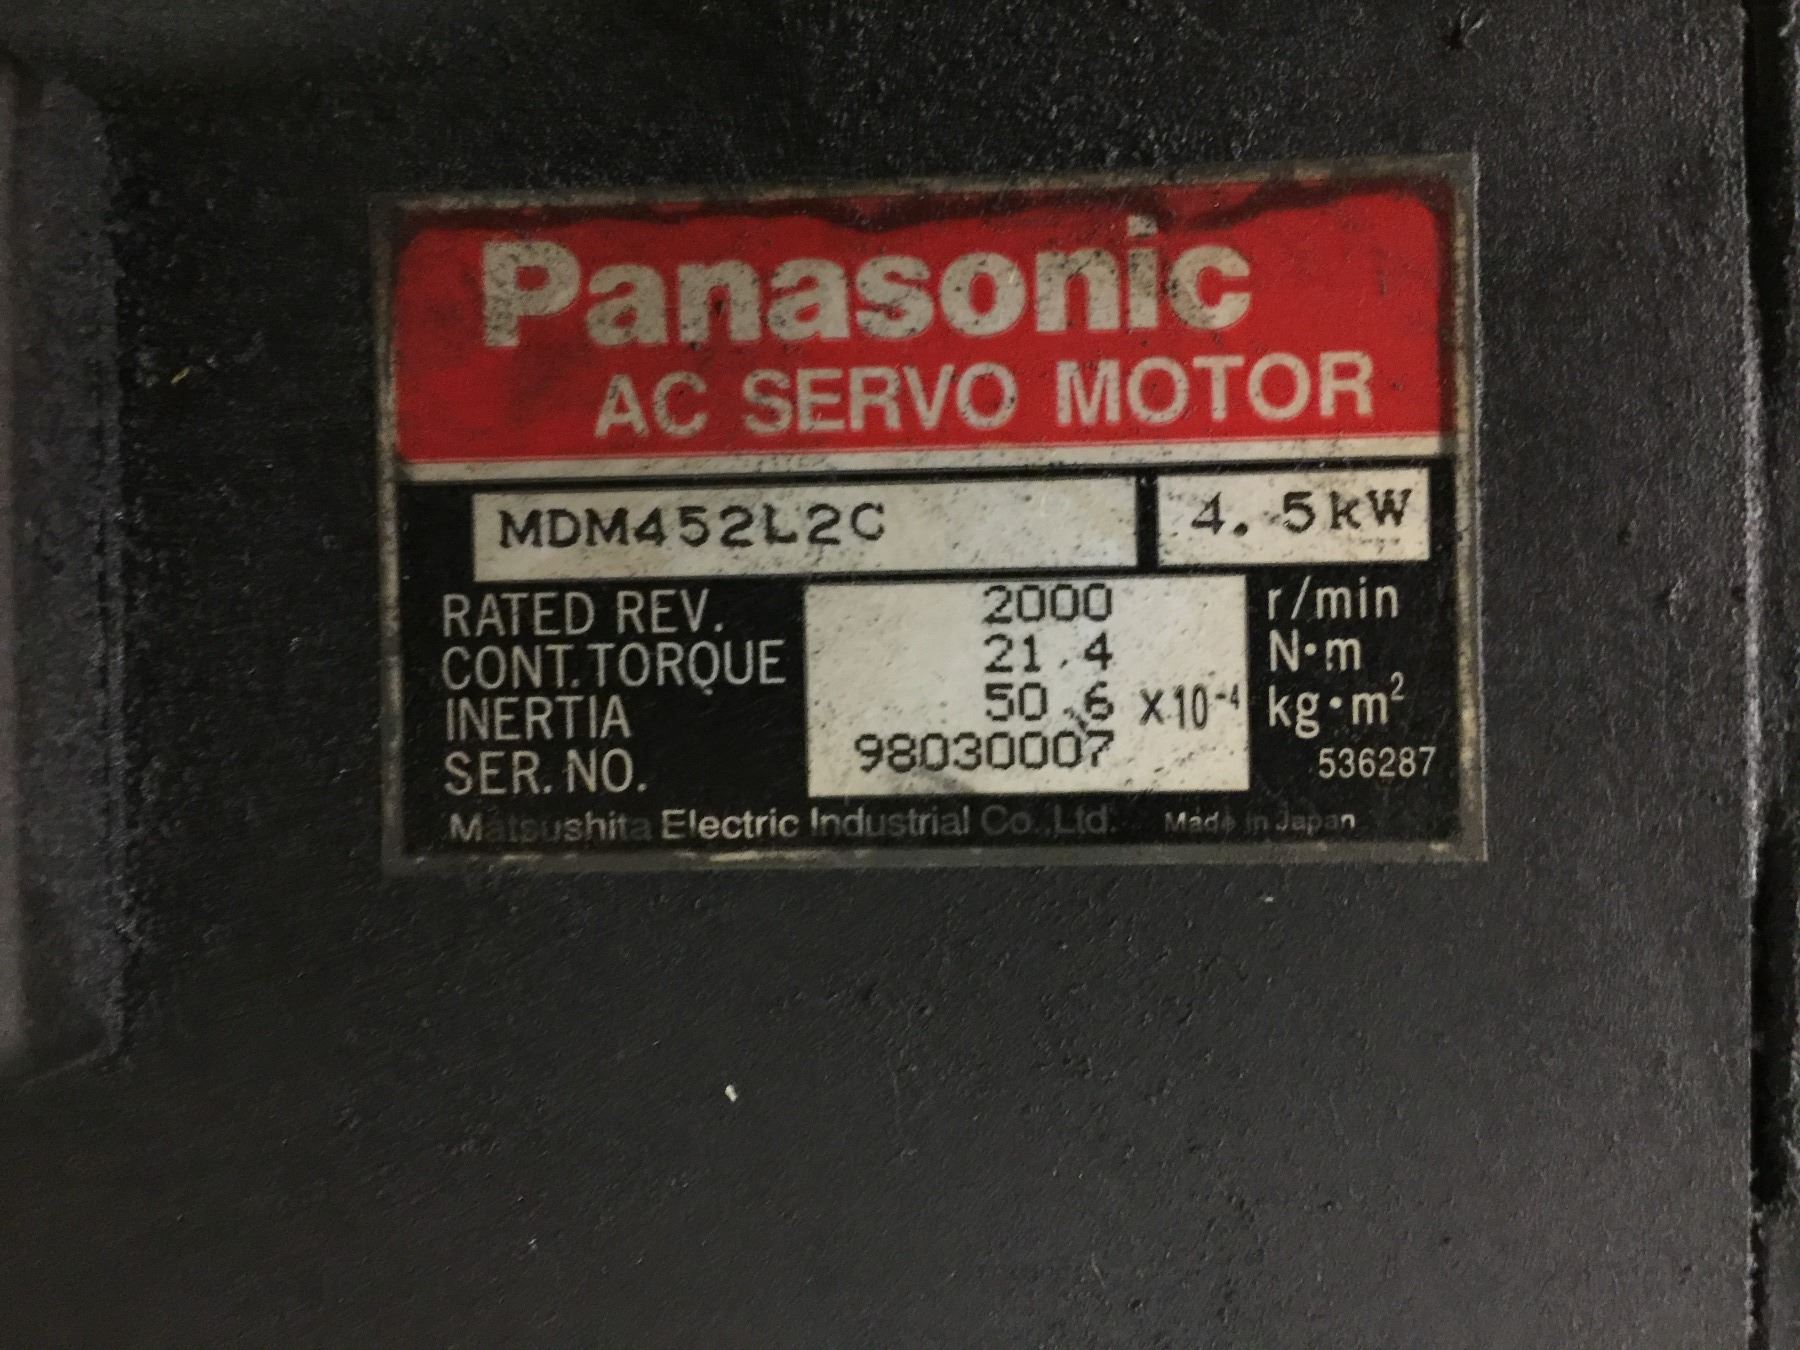 Panasonic
AC SERVO MOTOR
MDM452L2C 4.5kW
RATED REV. 2000 r/min
CONT. TORQUE 21.4 N·m
INERTIA 50.6 ×10⁻⁴ kg·m²
SER. NO. 98030007 536287
Matsushita Electric Industrial Co.,Ltd. Made in Japan